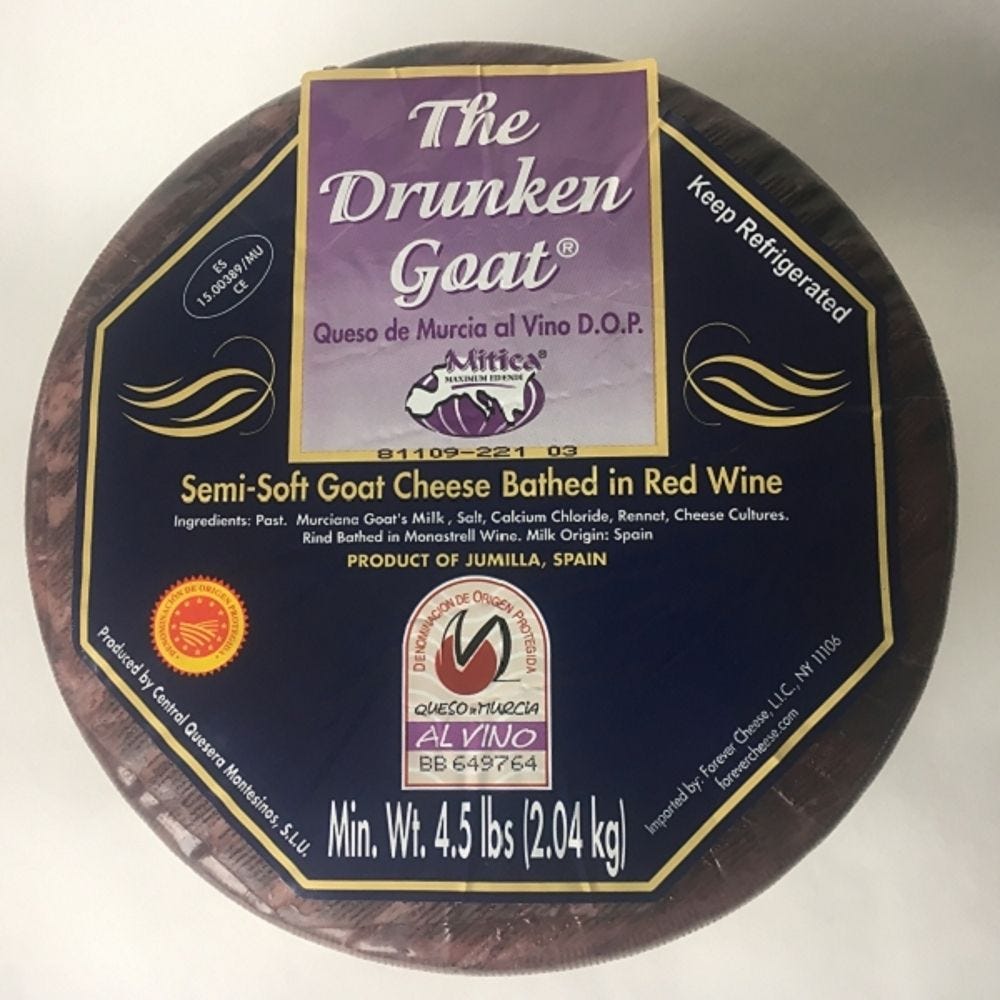 The
Drunken
Goat®
Queso de Murcia al Vino D.O.P.
Mitica®
MAXIMUM EDENDI
81109-221 03
Keep Refrigerated
ES
15.00389/MU
CE
Semi-Soft Goat Cheese Bathed in Red Wine
Ingredients: Past. Murciana Goat's Milk, Salt, Calcium Chloride, Rennet, Cheese Cultures.
Rind Bathed in Monastrell Wine. Milk Origin: Spain
PRODUCT OF JUMILLA, SPAIN
DENOMINACIÓN DE ORIGEN PROTEGIDA
DENOMINACION DE ORIGEN PROTEGIDA
QUESO DE MURCIA
AL VINO
BB 649764
Produced by Central Quesera Montesinos, S.L.U.
Min. Wt. 4.5 lbs (2.04 kg)
Imported by: Forever Cheese, L.I.C., NY 11106
forevercheese.com